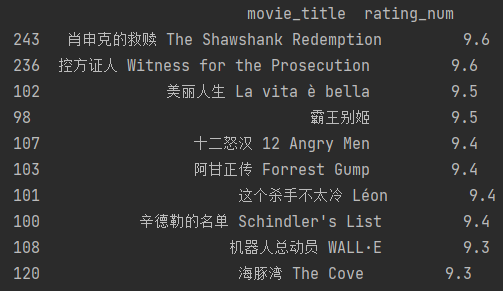 movie_title rating_num
243 肖申克的救赎 The Shawshank Redemption 9.6
236 控方证人 Witness for the Prosecution 9.6
102 美丽人生 La vita è bella 9.5
98 霸王别姬 9.5
107 十二怒汉 12 Angry Men 9.4
103 阿甘正传 Forrest Gump 9.4
101 这个杀手不太冷 Léon 9.4
100 辛德勒的名单 Schindler's List 9.4
108 机器人总动员 WALL·E 9.3
120 海豚湾 The Cove 9.3